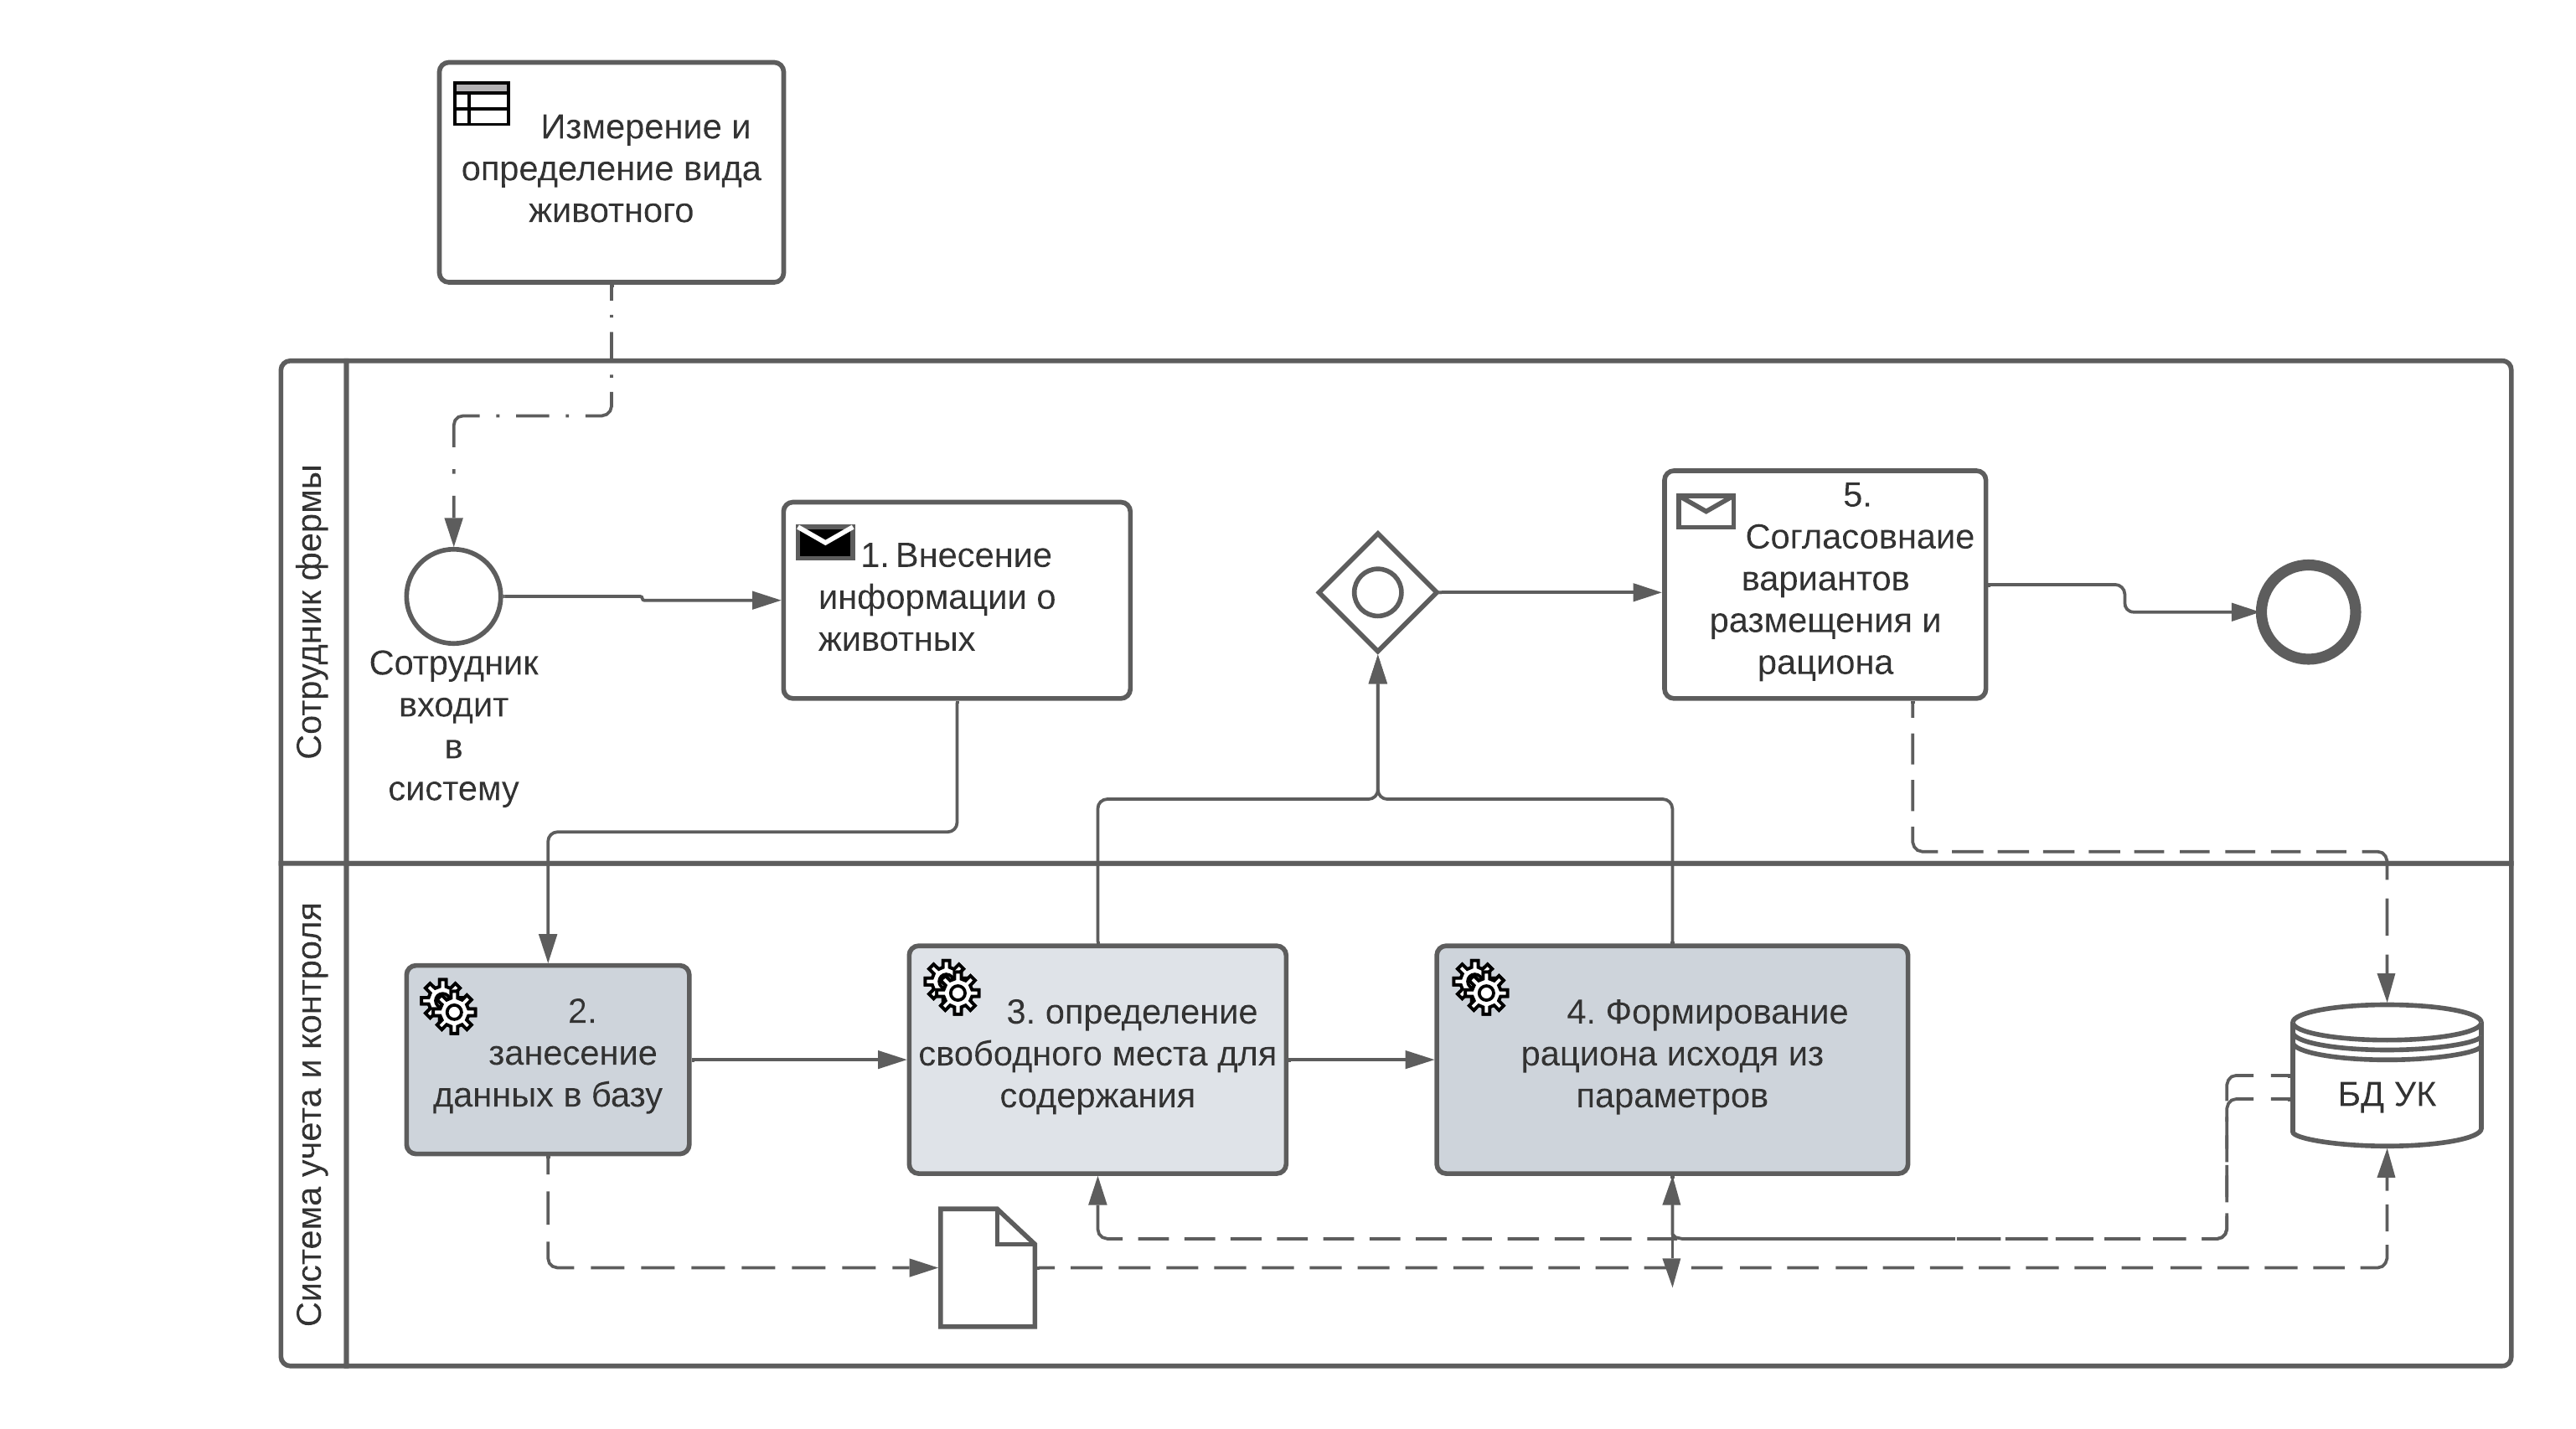 Измерение и
определение вида
животного
Сотрудник фермы
Сотрудник
входит
в
систему
1. Внесение
информации о
животных
5.
Согласовнаие
вариантов
размещения и
рациона
Система учета и контроля
2.
занесение
данных в базу
3. определение
свободного места для
содержания
4. Формирование
рациона исходя из
параметров
БД УК